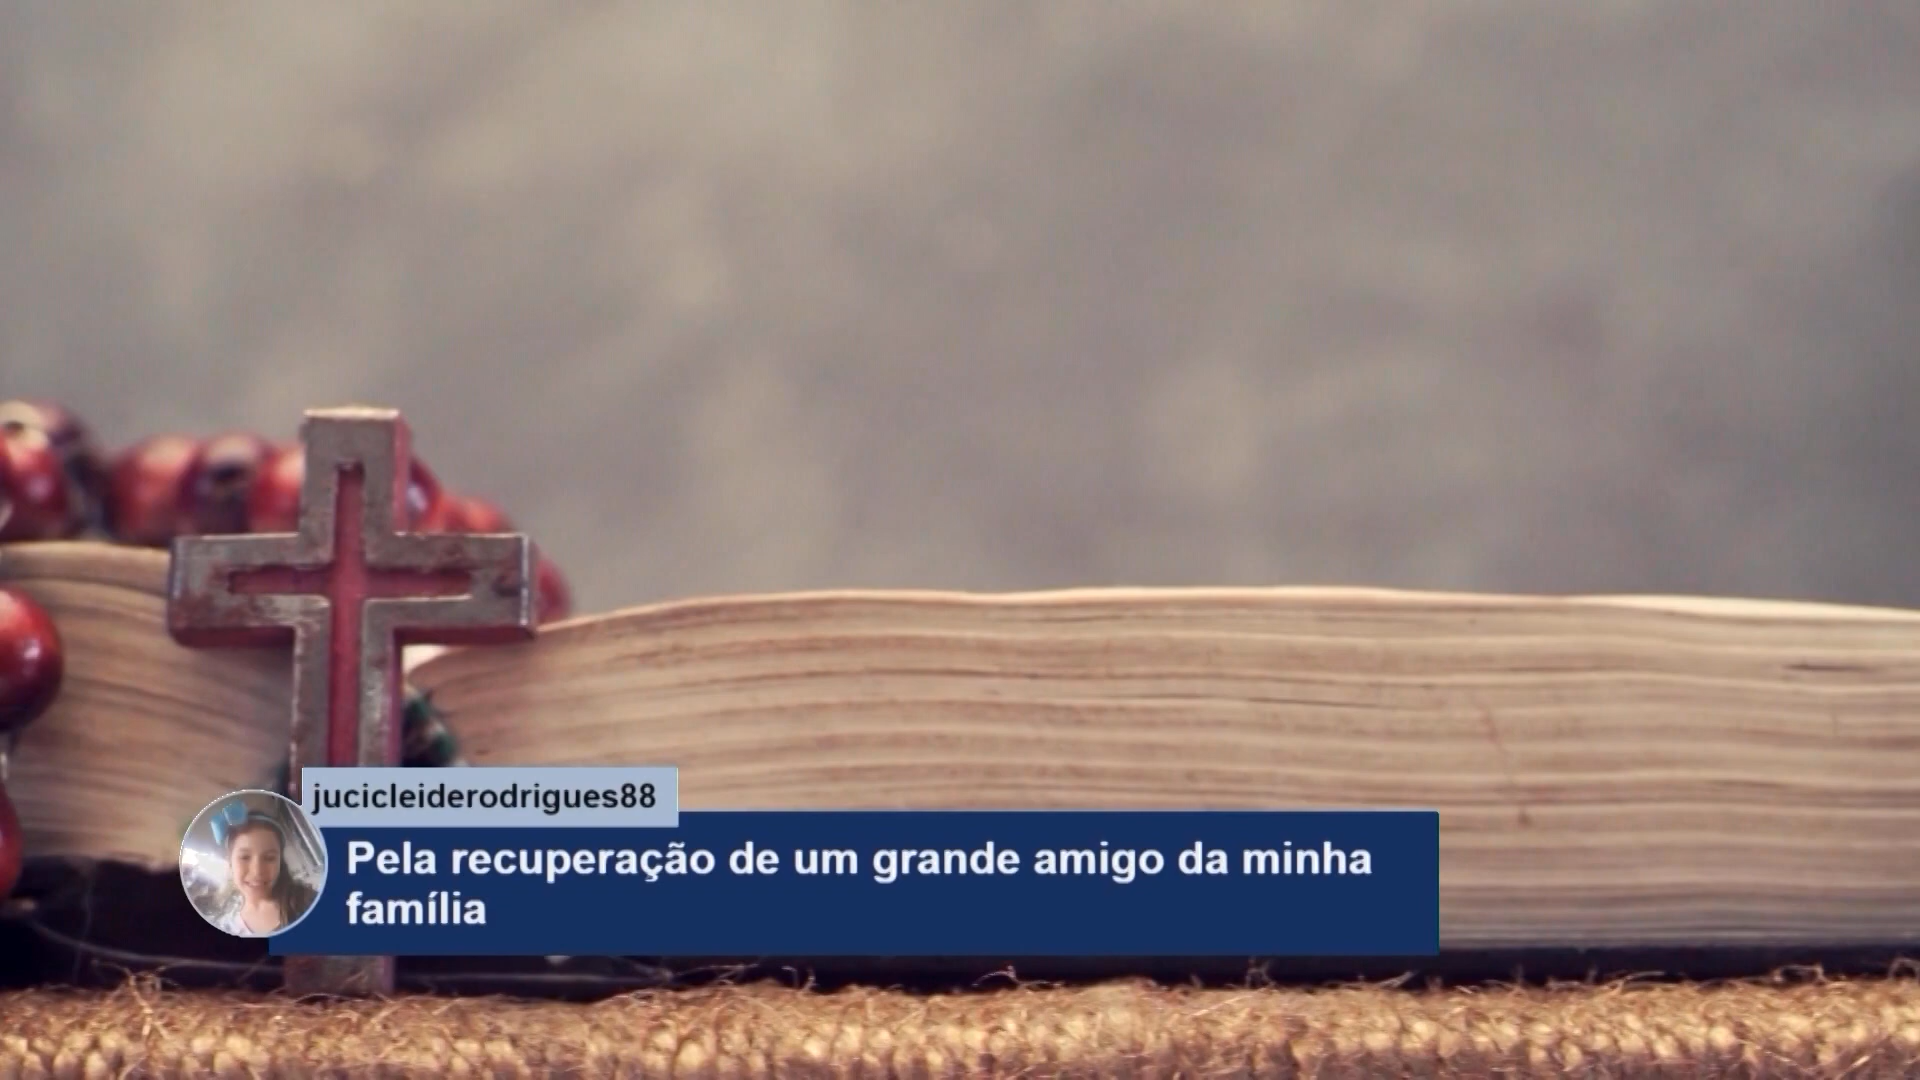 jucicleiderodrigues88
Pela recuperação de um grande amigo da minha
família